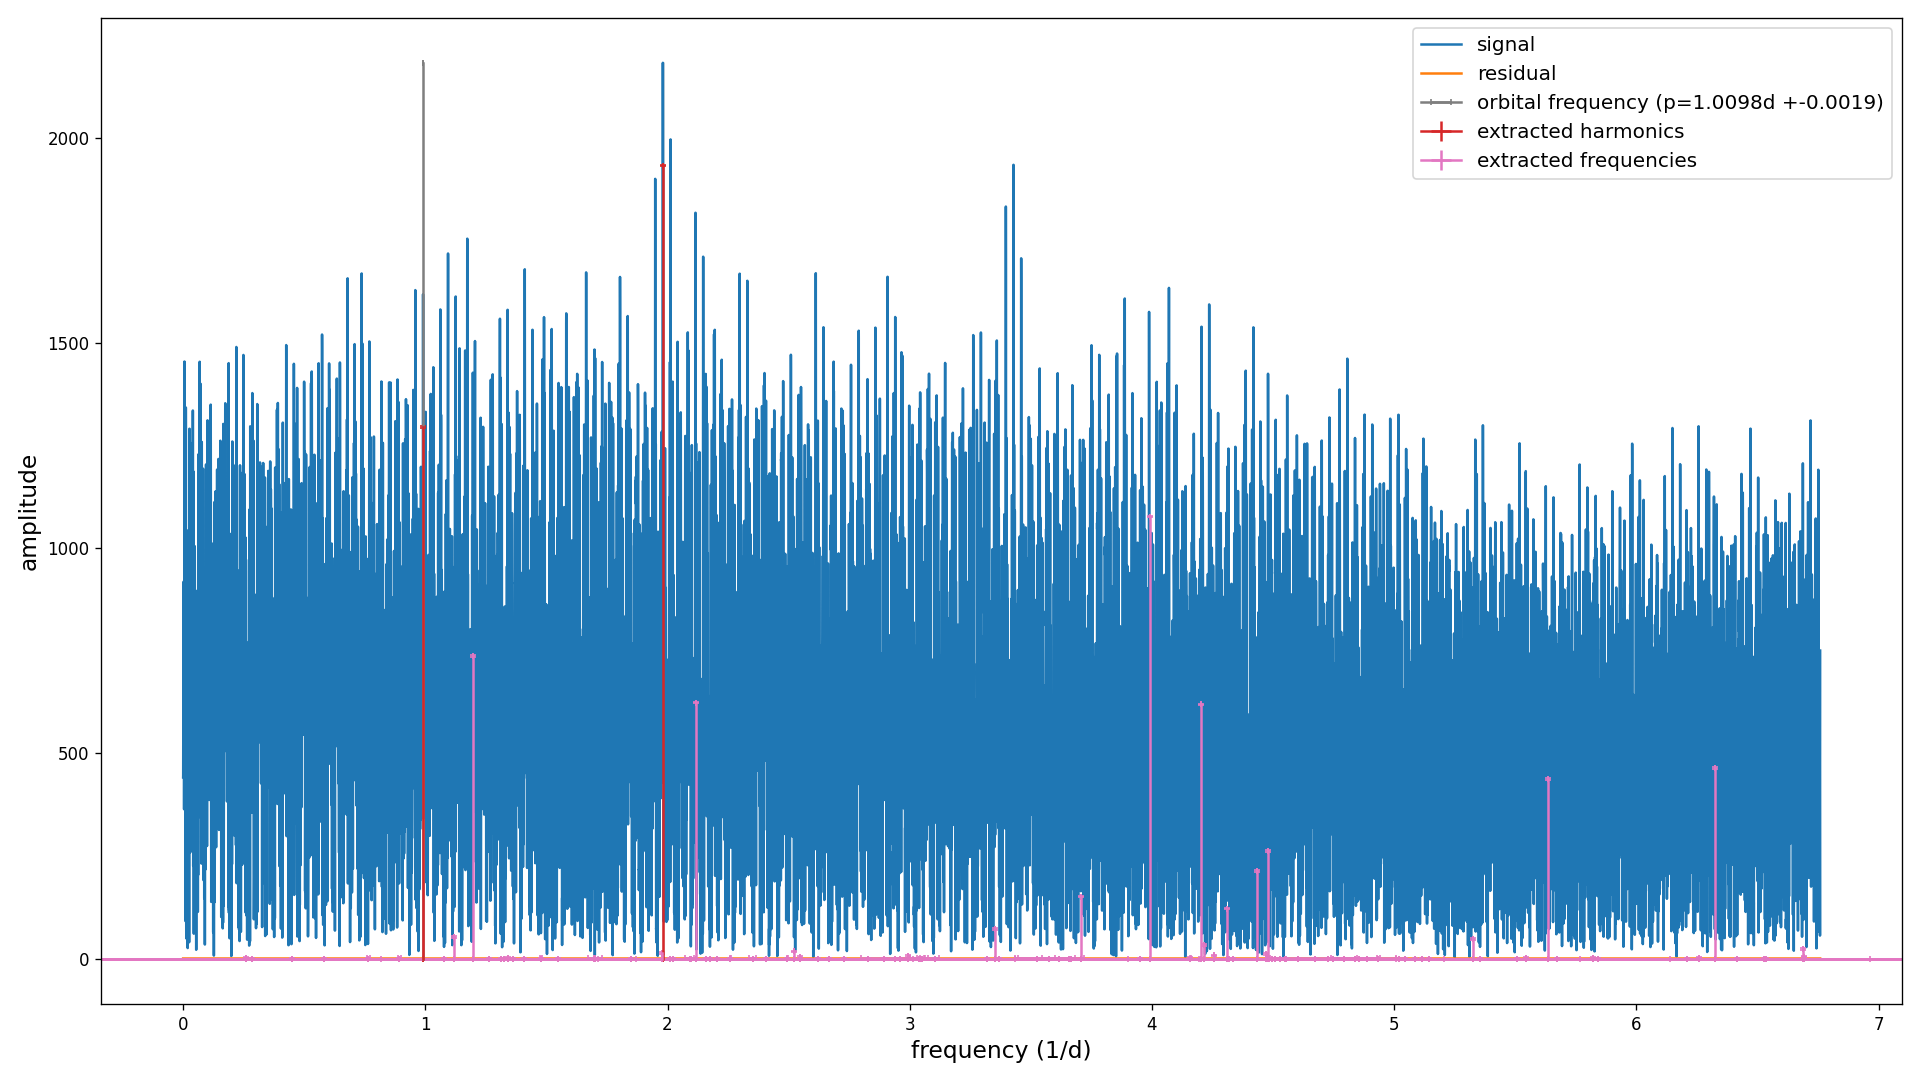 signal
residual
orbital frequency (p=1.0098d +-0.0019)
extracted harmonics
extracted frequencies
amplitude
2000
1500
1000
500
0
0 1 2 3 4 5 6 7
frequency (1/d)